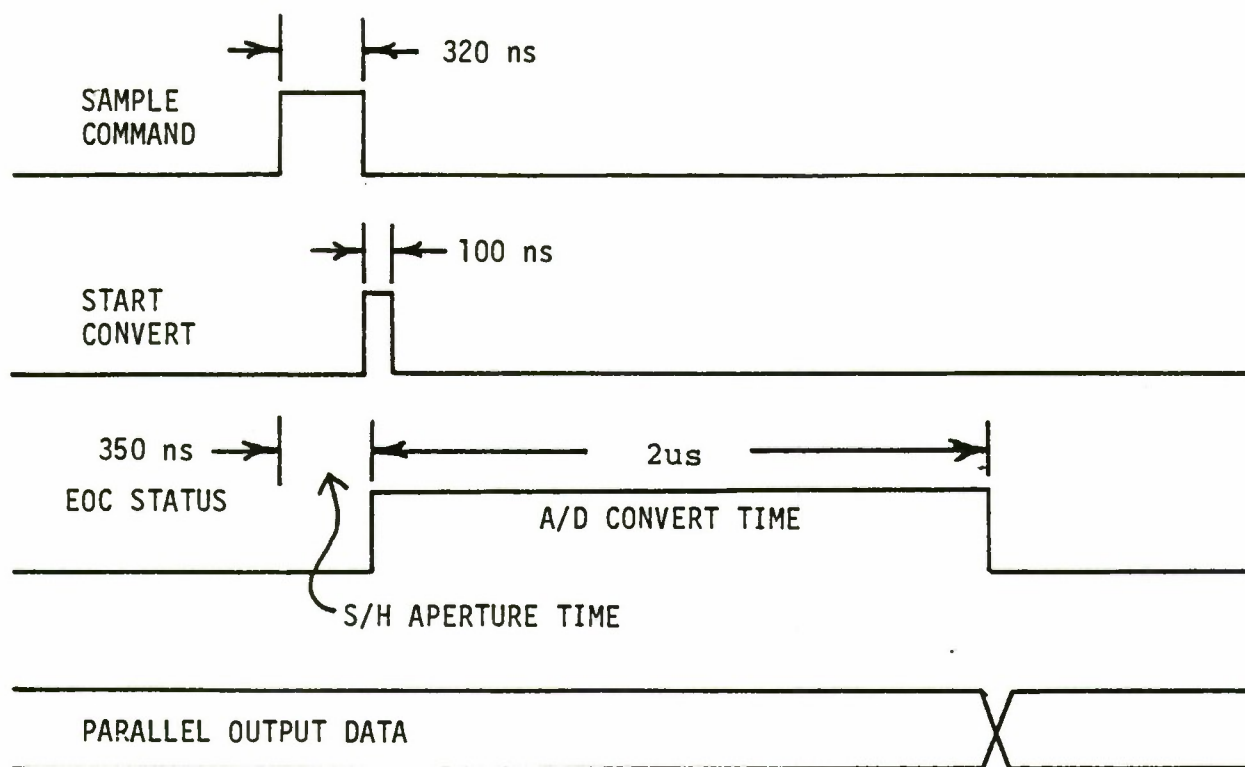 320 ns
SAMPLE
COMMAND
100 ns
START
CONVERT
350 ns
2us
EOC STATUS
A/D CONVERT TIME
S/H APERTURE TIME
PARALLEL OUTPUT DATA